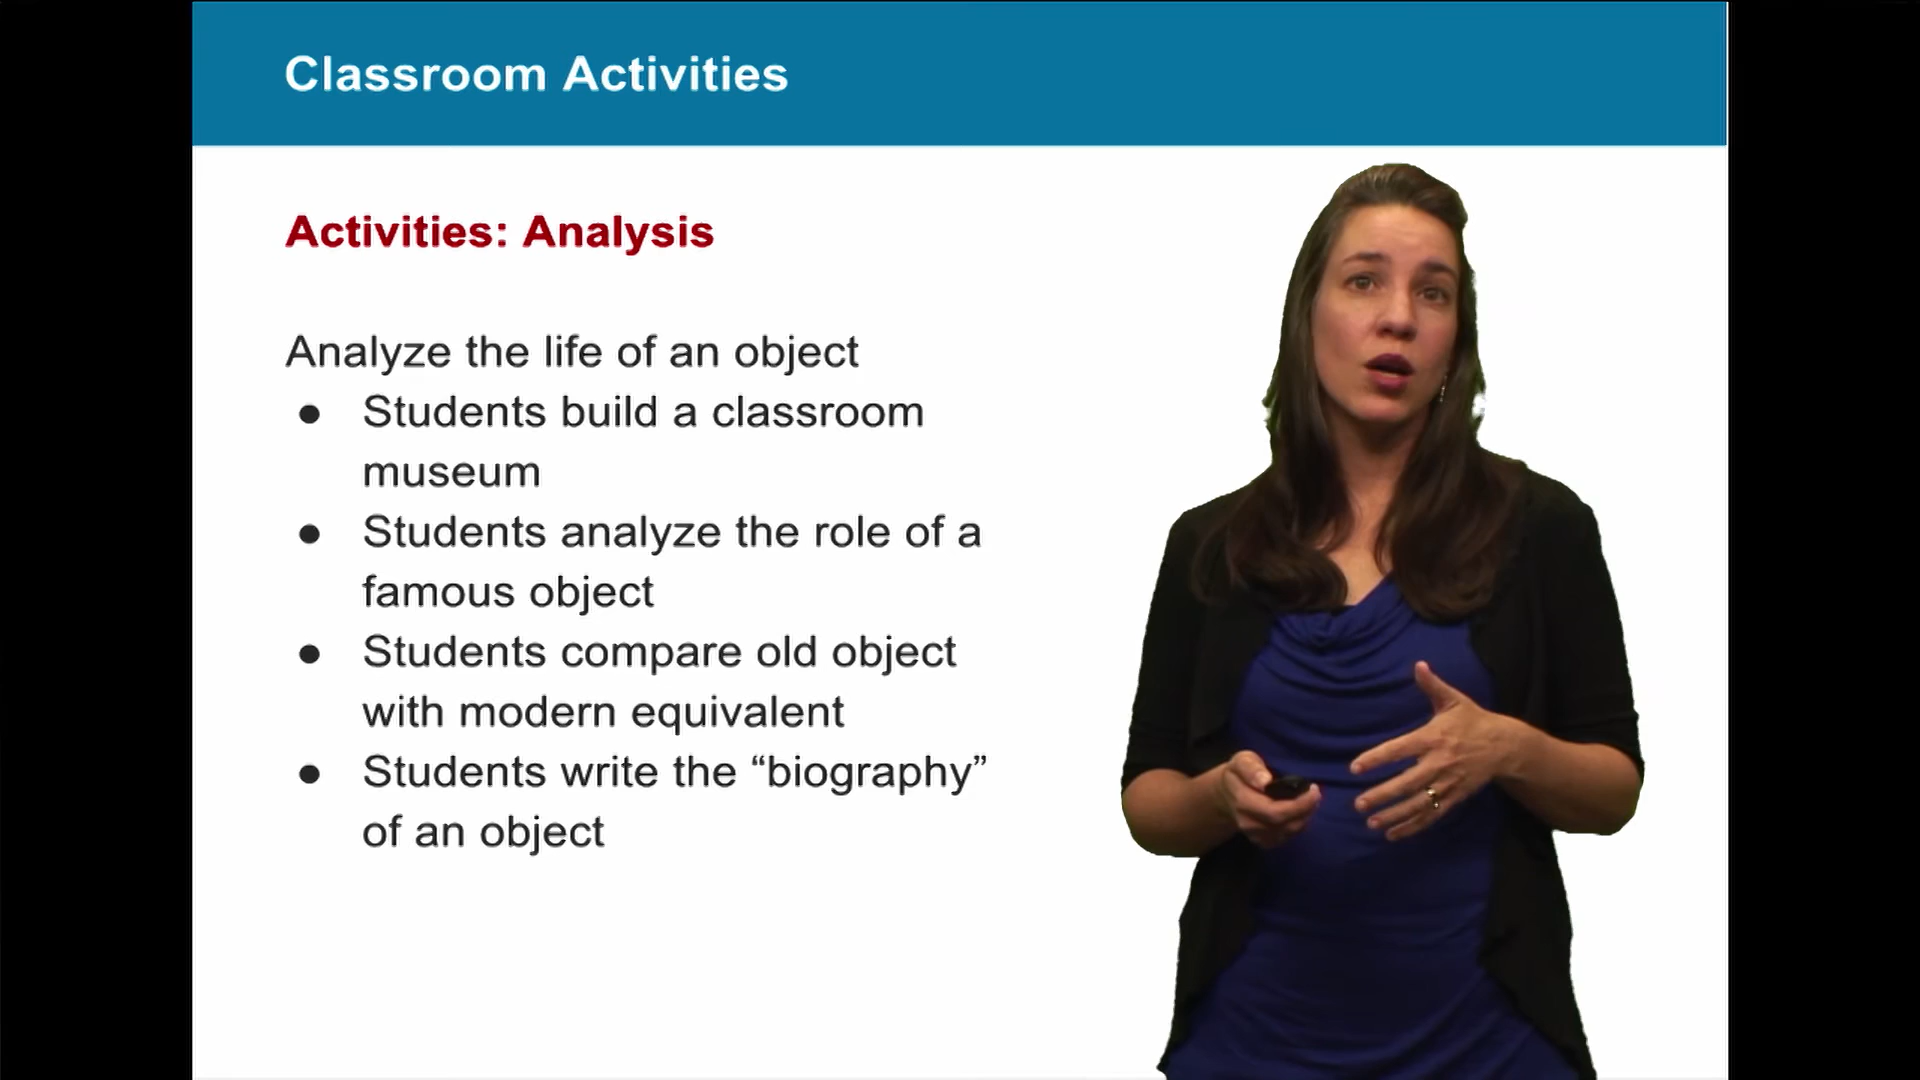 Classroom Activities
Activities: Analysis
Analyze the life of an object
● Students build a classroom
museum
● Students analyze the role of a
famous object
● Students compare old object
with modern equivalent
● Students write the “biography”
of an object